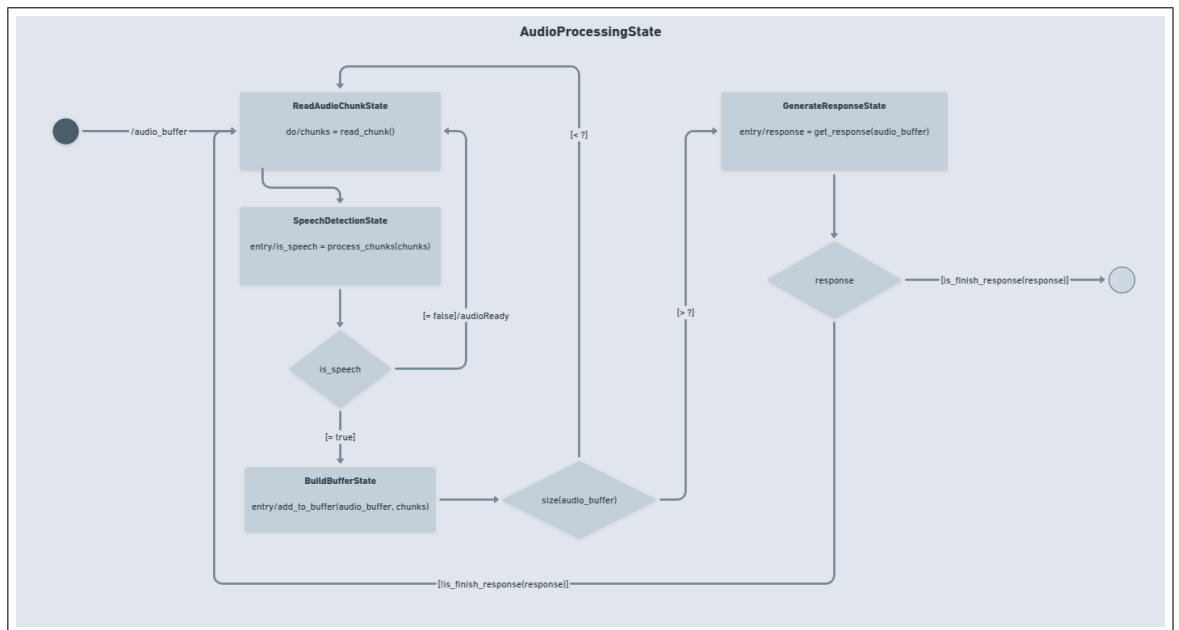 AudioProcessingState
ReadAudioChunkState
do/chunks = read_chunk()
/audio_buffer
[< ?]
GenerateResponseState
entry/response = get_response(audio_buffer)
SpeechDetectionState
entry/is_speech = process_chunks(chunks)
[= false]/audioReady
[> ?]
response
[is_finish_response(response)]
is_speech
[= true]
BuildBufferState
entry/add_to_buffer(audio_buffer, chunks)
size(audio_buffer)
[!is_finish_response(response)]